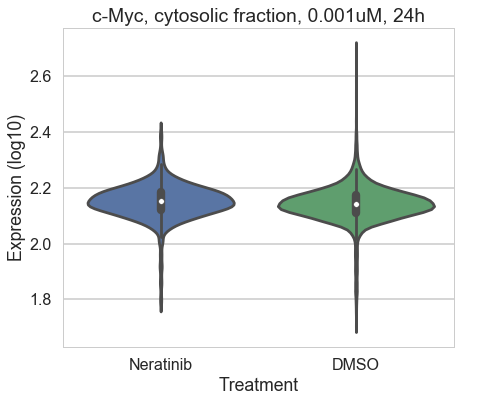 c-Myc, cytosolic fraction, 0.001uM, 24h
Expression (log10)
2.6
2.4
2.2
2.0
1.8
Neratinib
DMSO
Treatment